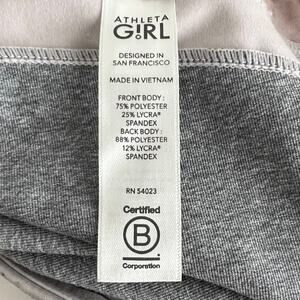 ATHLETA
G!RL
DESIGNED IN
SAN FRANCISCO
MADE IN VIETNAM
FRONT BODY :
75% POLYESTER
25% LYCRA®
SPANDEX
BACK BODY :
88% POLYESTER
12% LYCRA®
SPANDEX
RN 54023
Certified
B
Corporation